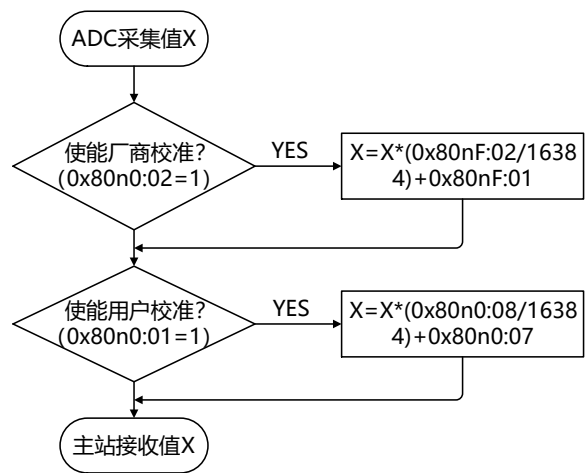 ADC采集值X
使能厂商校准?
(0x80n0:02=1)
YES
X=X*(0x80nF:02/1638
4)+0x80nF:01
使能用户校准?
(0x80n0:01=1)
YES
X=X*(0x80n0:08/1638
4)+0x80n0:07
主站接收值X